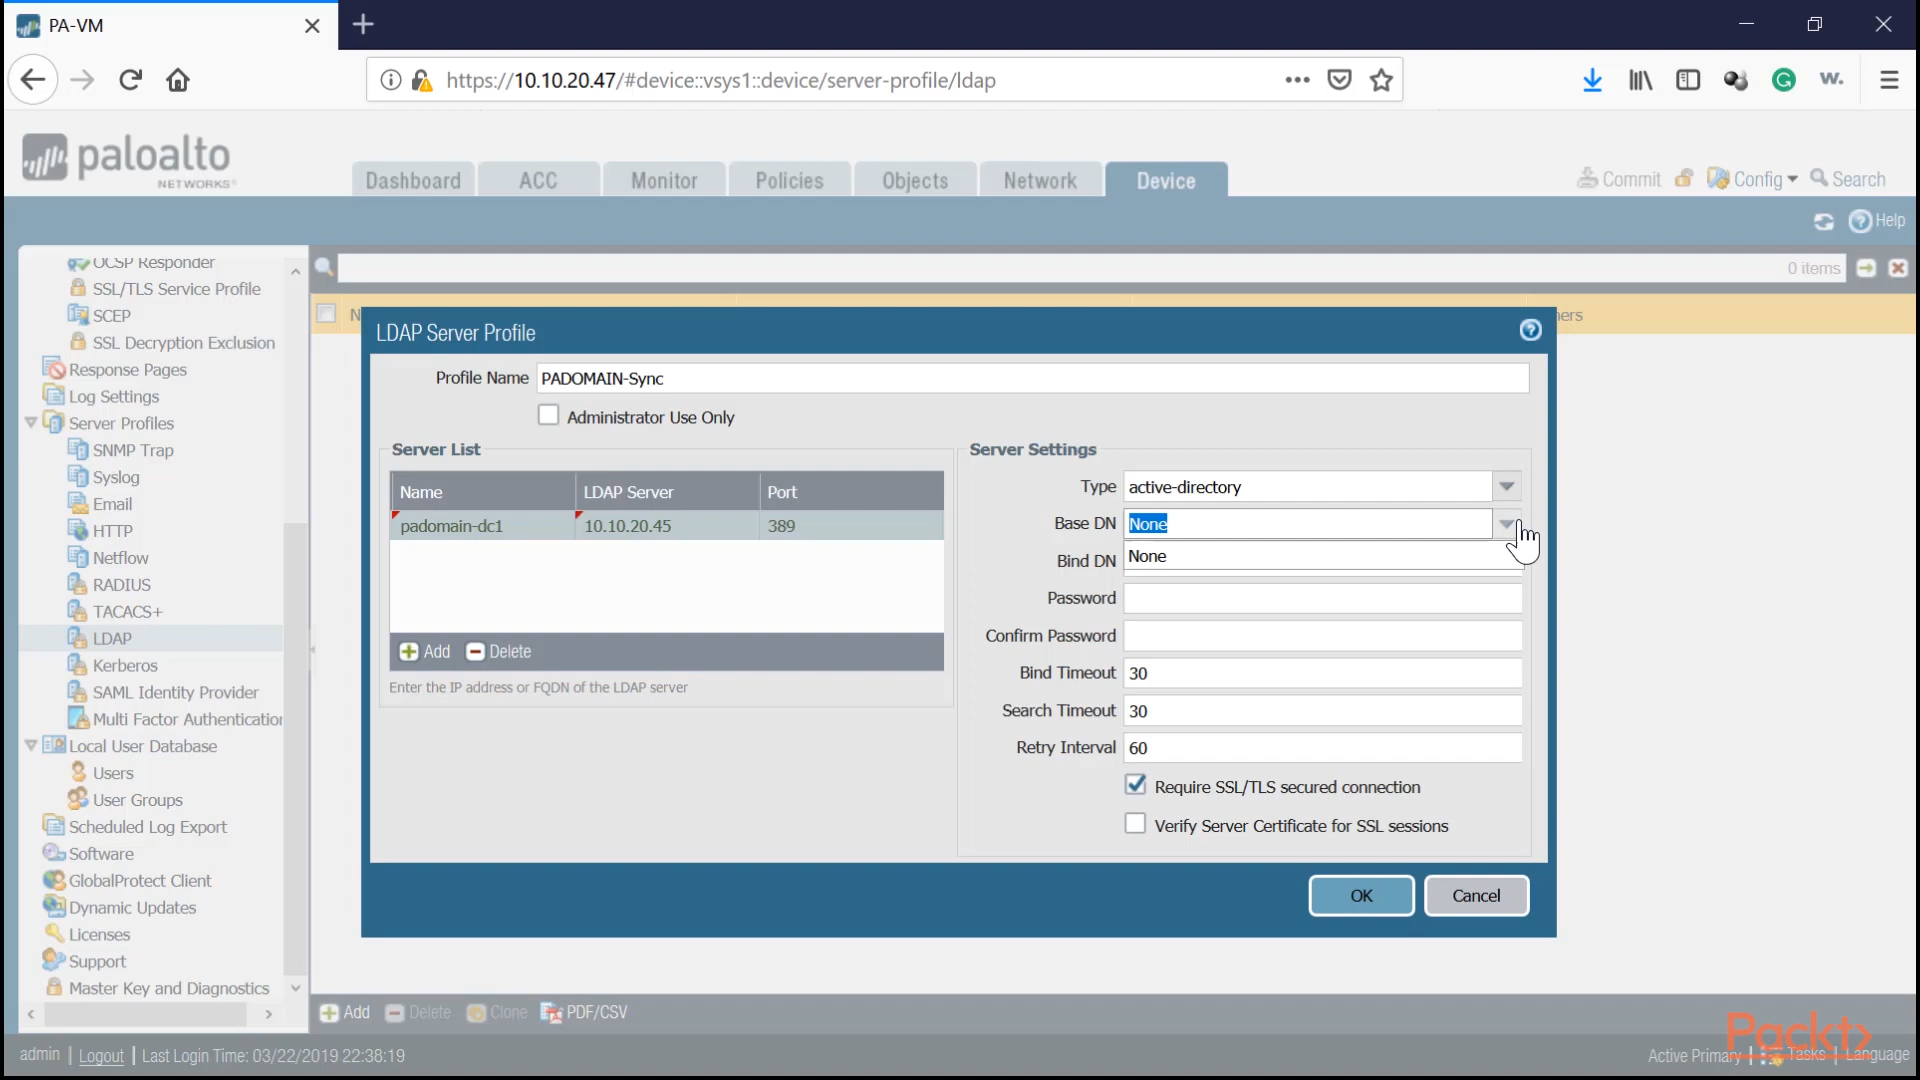 PA-VM
https://10.10.20.47/#device::vsys1::device/server-profile/ldap
w.
paloalto
NETWORKS®
Dashboard
ACC
Monitor
Policies
Objects
Network
Device
Commit
Config
Search
Help
OCSP Responder
SSL/TLS Service Profile
SCEP
SSL Decryption Exclusion
Response Pages
Log Settings
Server Profiles
SNMP Trap
Syslog
Email
HTTP
Netflow
RADIUS
TACACS+
LDAP
Kerberos
SAML Identity Provider
Multi Factor Authentication
Local User Database
Users
User Groups
Scheduled Log Export
Software
GlobalProtect Client
Dynamic Updates
Licenses
Support
Master Key and Diagnostics
0 items
LDAP Server Profile
Profile Name PADOMAIN-Sync
Administrator Use Only
Server List
Name LDAP Server Port
padomain-dc1 10.10.20.45 389
Add Delete
Enter the IP address or FQDN of the LDAP server
Server Settings
Type active-directory
Base DN None
None
Bind DN
Password
Confirm Password
Bind Timeout 30
Search Timeout 30
Retry Interval 60
Require SSL/TLS secured connection
Verify Server Certificate for SSL sessions
OK Cancel
Add Delete Clone PDF/CSV
admin | Logout | Last Login Time: 03/22/2019 22:38:19
Active Primary | Tasks | Language
Packt>